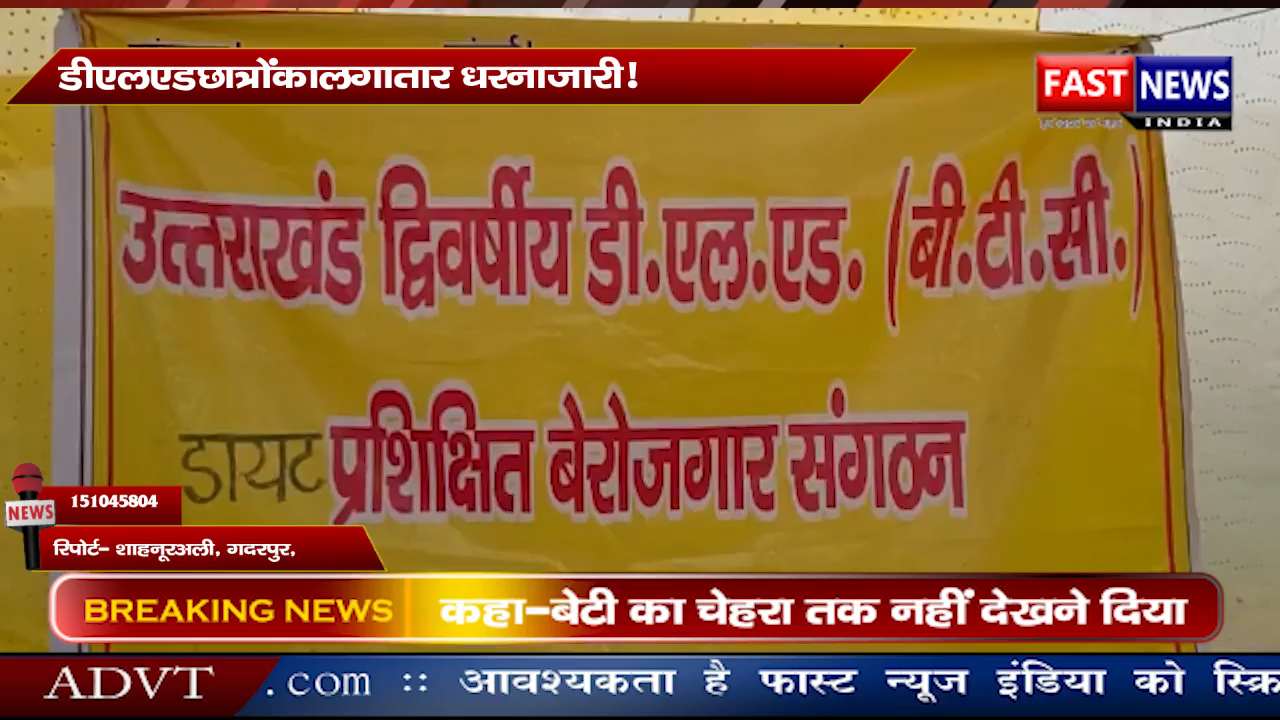 डीएलएडछात्रोंकालगातार धरनाजारी!
FAST NEWS
INDIA
उत्तराखंड द्विवर्षीय डी.एल.एड. (बी.टी.सी.)
डायट प्रशिक्षित बेरोजगार संगठन
151045804
NEWS
रिपोर्ट- शाहनूरअली, गदरपुर,
BREAKING NEWS कहा-बेटी का चेहरा तक नहीं देखने दिया
ADVT .com :: आवश्यकता है फास्ट न्यूज इंडिया को